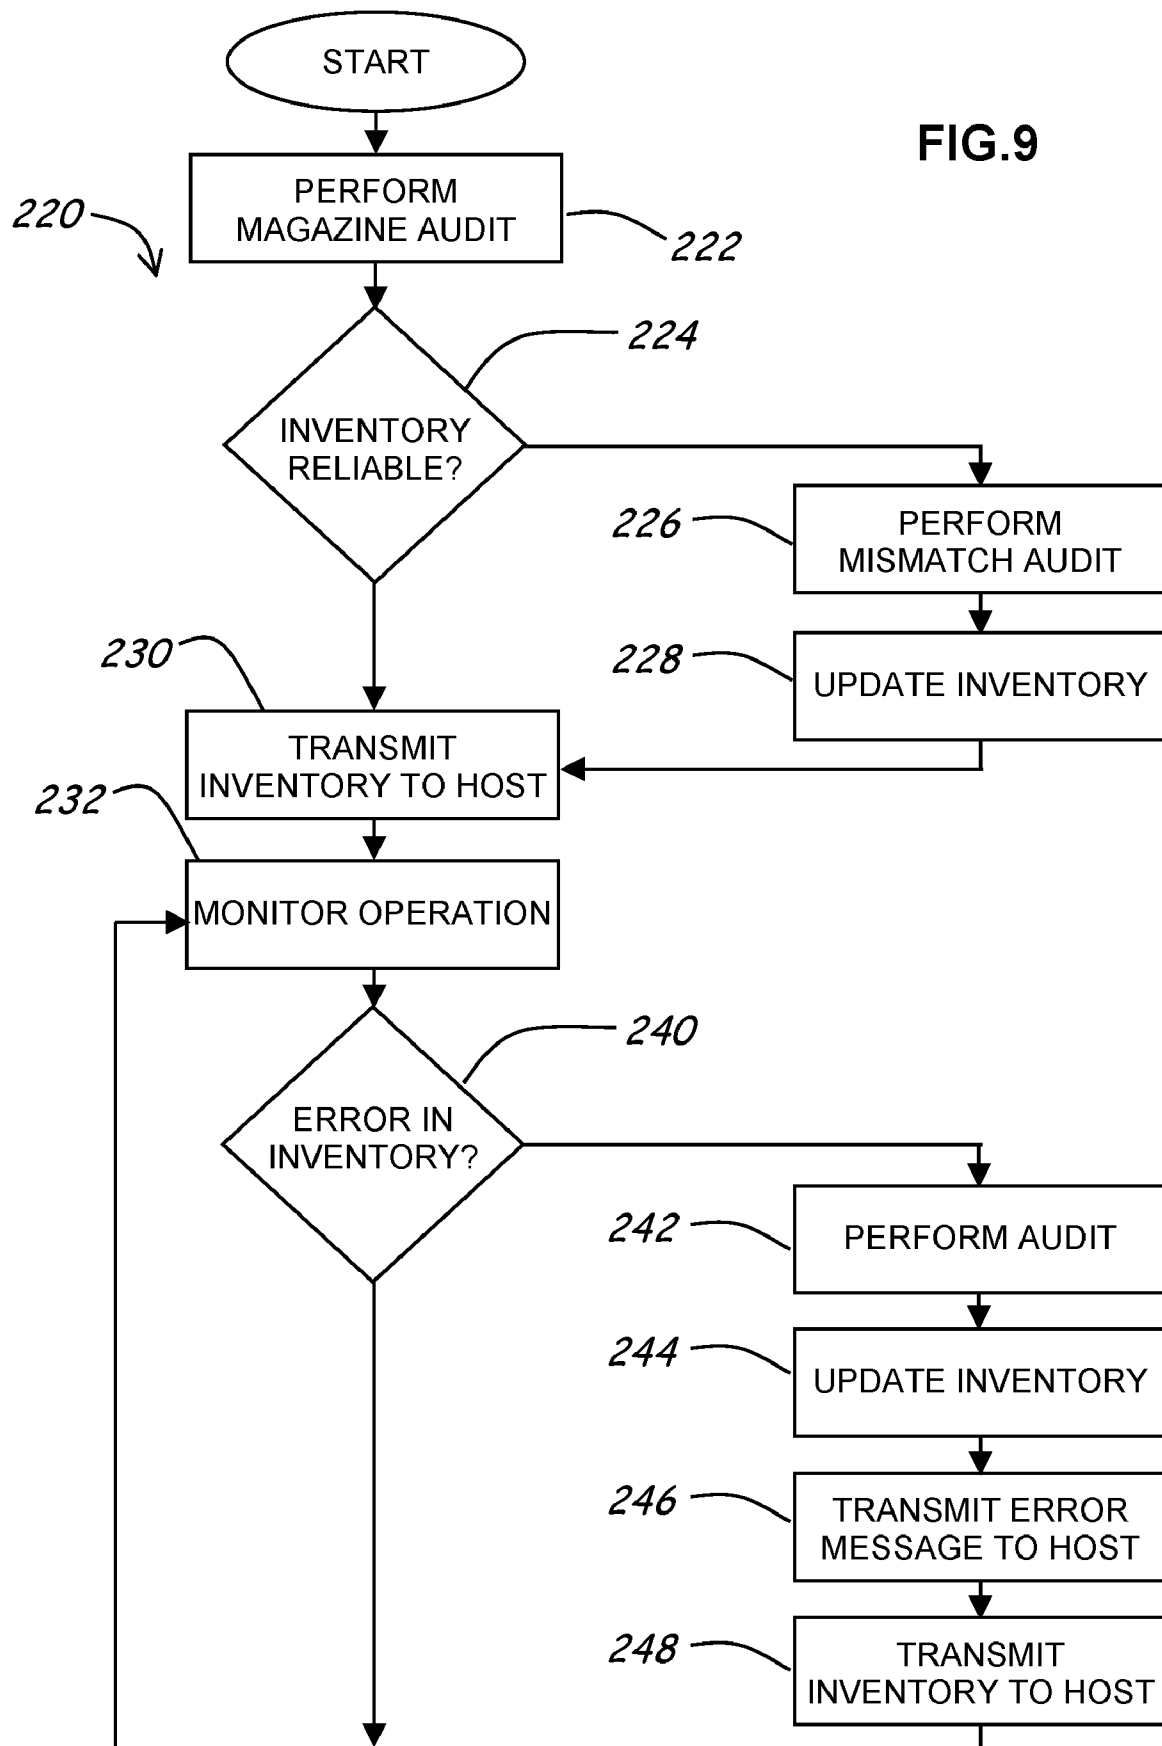 START
FIG.9
PERFORM
MAGAZINE AUDIT
220
222
224
INVENTORY
RELIABLE?
226
PERFORM
MISMATCH AUDIT
228
UPDATE INVENTORY
230
TRANSMIT
INVENTORY TO HOST
232
MONITOR OPERATION
240
ERROR IN
INVENTORY?
242
PERFORM AUDIT
244
UPDATE INVENTORY
246
TRANSMIT ERROR
MESSAGE TO HOST
248
TRANSMIT
INVENTORY TO HOST